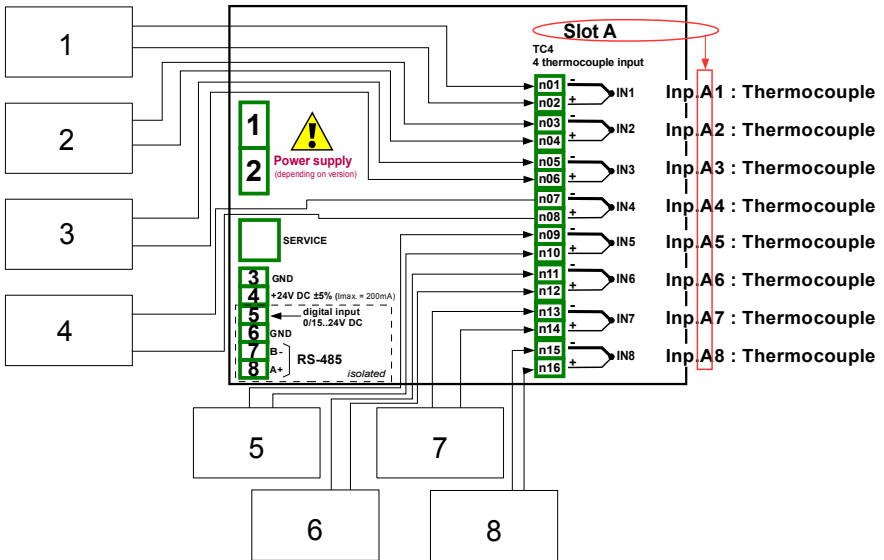 Slot A
TC4
4 thermocouple input
1
2
3
4
1
2
Power supply
(depending on version)
SERVICE
3 GND
4 +24V DC ±5% (Imax. = 200mA)
5 digital input
0/15..24V DC
6 GND
7 B-
8 A+
RS-485
isolated
n01 - IN1 Inp.A1 : Thermocouple
n02 +
n03 - IN2 Inp.A2 : Thermocouple
n04 +
n05 - IN3 Inp.A3 : Thermocouple
n06 +
n07 - IN4 Inp.A4 : Thermocouple
n08 +
n09 - IN5 Inp.A5 : Thermocouple
n10 +
n11 - IN6 Inp.A6 : Thermocouple
n12 +
n13 - IN7 Inp.A7 : Thermocouple
n14 +
n15 - IN8 Inp.A8 : Thermocouple
n16 +
5
7
6
8